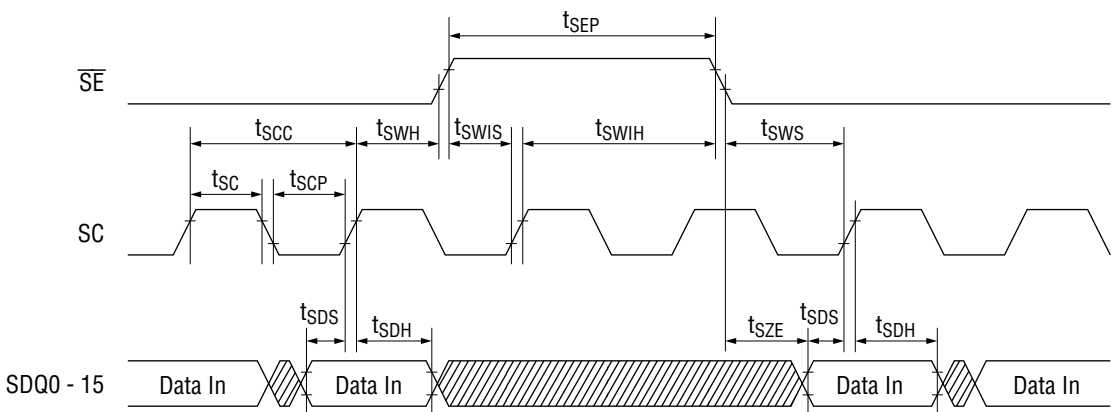 tSEP
SE
tSCC tSWH tSWIS tSWIH tSWS
tSC tSCP
SC
tSDS tSDH tSZE tSDS tSDH
SDQ0 - 15 Data In Data In Data In Data In